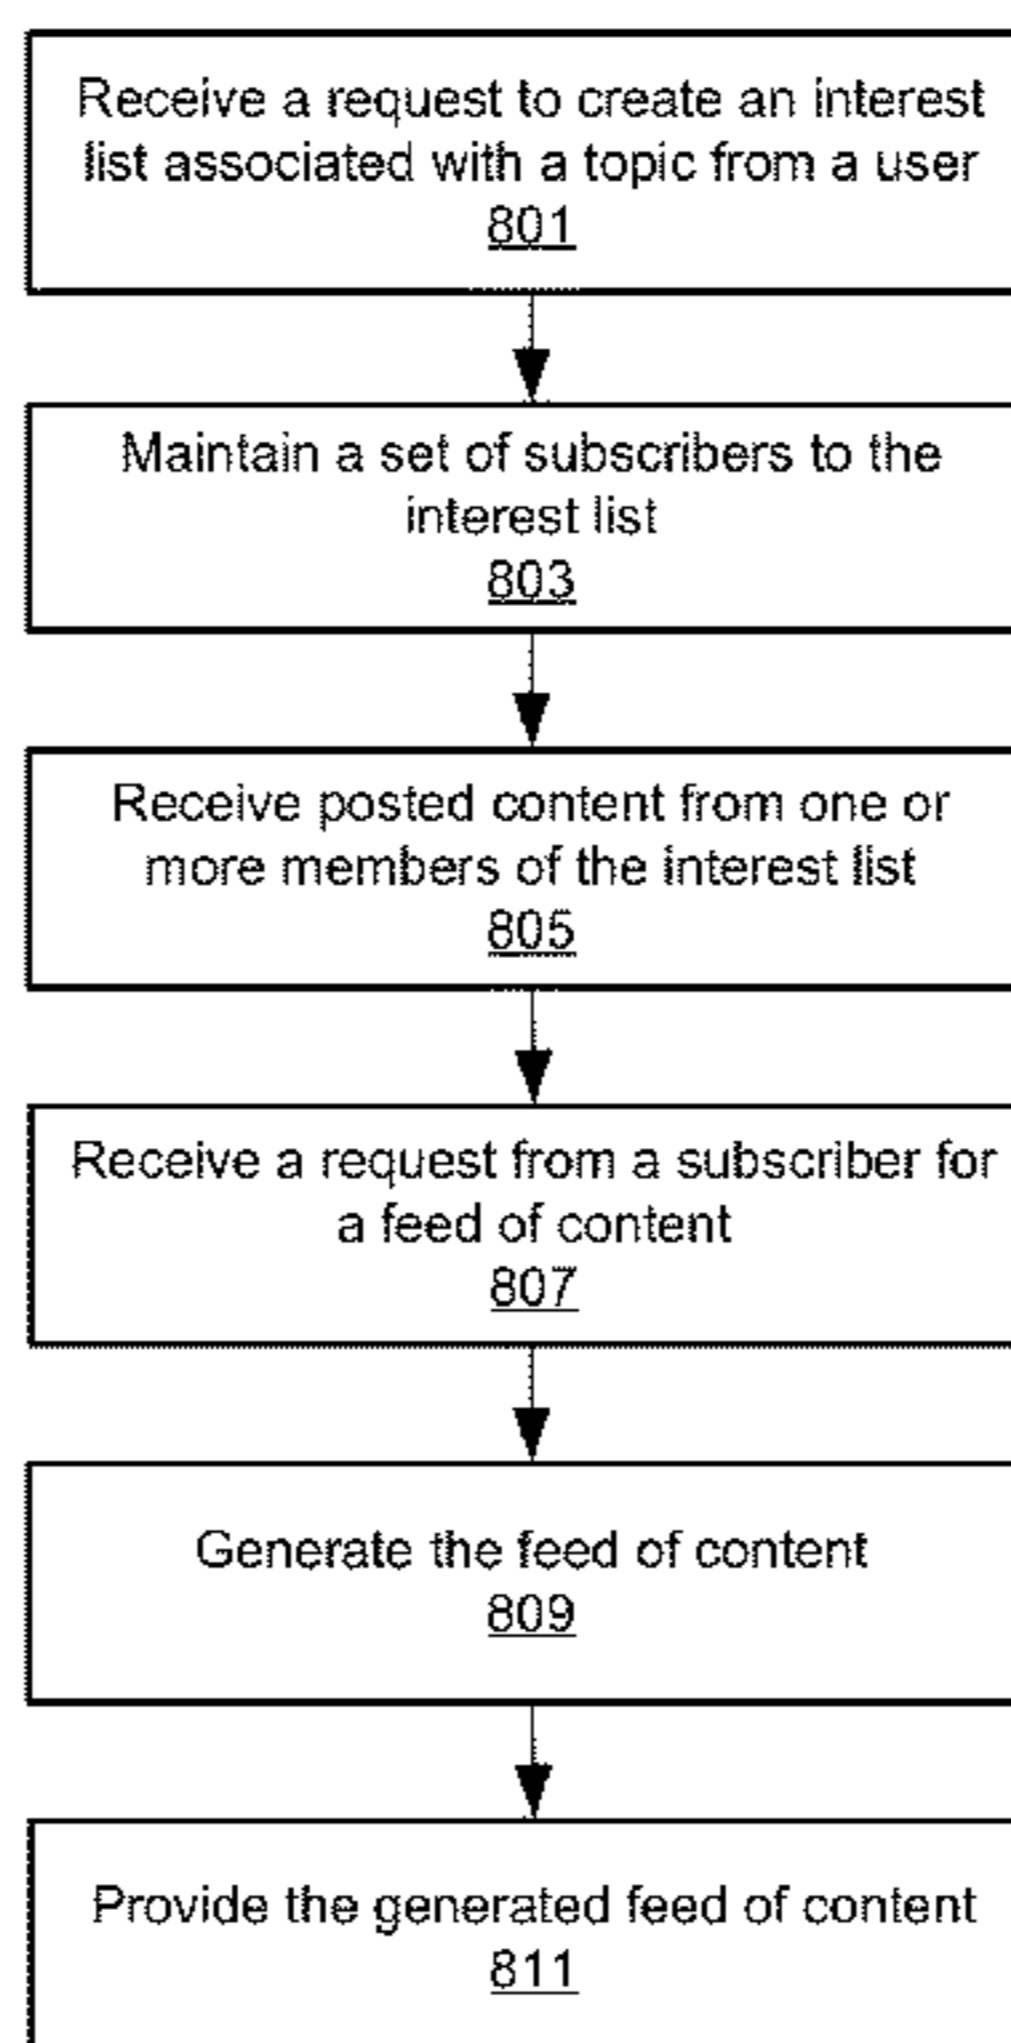 Receive a request to create an interest
list associated with a topic from a user
801
Maintain a set of subscribers to the
interest list
803
Receive posted content from one or
more members of the interest list
805
Receive a request from a subscriber for
a feed of content
807
Generate the feed of content
809
Provide the generated feed of content
811